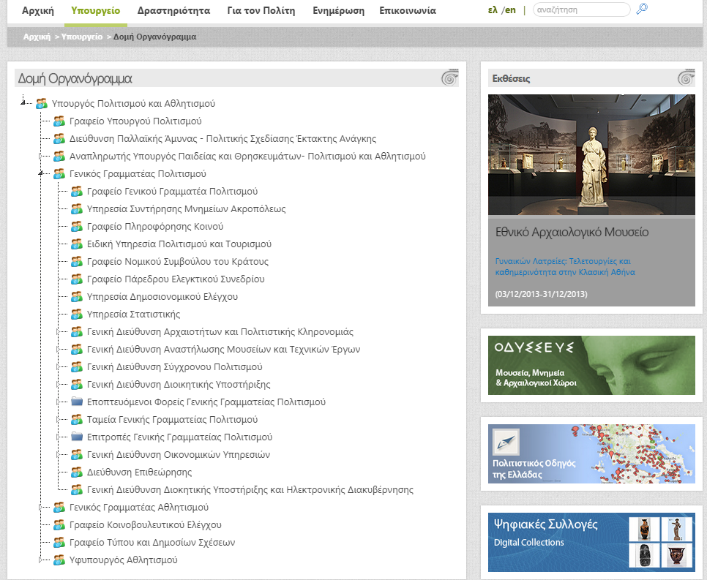 Αρχική Υπουργείο Δραστηριότητα Για τον Πολίτη Ενημέρωση Επικοινωνία ελ /en | αναζήτηση
Αρχική > Υπουργείο > Δομή Οργανόγραμμα
Δομή Οργανόγραμμα
Υπουργός Πολιτισμού και Αθλητισμού
Γραφείο Υπουργού Πολιτισμού
Διεύθυνση Παλλαϊκής Άμυνας - Πολιτικής Σχεδίασης Έκτακτης Ανάγκης
Αναπληρωτής Υπουργός Παιδείας και Θρησκευμάτων- Πολιτισμού και Αθλητισμού
Γενικός Γραμματέας Πολιτισμού
Γραφείο Γενικού Γραμματέα Πολιτισμού
Υπηρεσία Συντήρησης Μνημείων Ακροπόλεως
Γραφείο Πληροφόρησης Κοινού
Ειδική Υπηρεσία Πολιτισμού και Τουρισμού
Γραφείο Νομικού Συμβούλου του Κράτους
Γραφείο Πάρεδρου Ελεγκτικού Συνεδρίου
Υπηρεσία Δημοσιονομικού Ελέγχου
Υπηρεσία Στατιστικής
Γενική Διεύθυνση Αρχαιοτήτων και Πολιτιστικής Κληρονομιάς
Γενική Διεύθυνση Αναστήλωσης Μουσείων και Τεχνικών Έργων
Γενική Διεύθυνση Σύγχρονου Πολιτισμού
Γενική Διεύθυνση Διοικητικής Υποστήριξης
Εποπτευόμενοι Φορείς Γενικής Γραμματείας Πολιτισμού
Ταμεία Γενικής Γραμματείας Πολιτισμού
Επιτροπές Γενικής Γραμματείας Πολιτισμού
Γενική Διεύθυνση Οικονομικών Υπηρεσιών
Διεύθυνση Επιθεώρησης
Γενική Διεύθυνση Διοκητικής Υποστήριξης και Ηλεκτρονικής Διακυβέρνησης
Γενικός Γραμματέας Αθλητισμού
Γραφείο Κοινοβουλευτικού Ελέγχου
Γραφείο Τύπου και Δημοσίων Σχέσεων
Υφυπουργός Αθλητισμού
Εκθέσεις
Εθνικό Αρχαιολογικό Μουσείο
Γυναικών Λατρείες: Τελετουργίες και
καθημερινότητα στην Κλασική Αθήνα
(03/12/2013-31/12/2013)
ΟΔΥΣΣΕΥΣ
Μουσεία, Μνημεία
& Αρχαιλογικοί Χώροι
Πολιτιστικός Οδηγός
της Ελλάδας
Ψηφιακές Συλλογές
Digital Collections